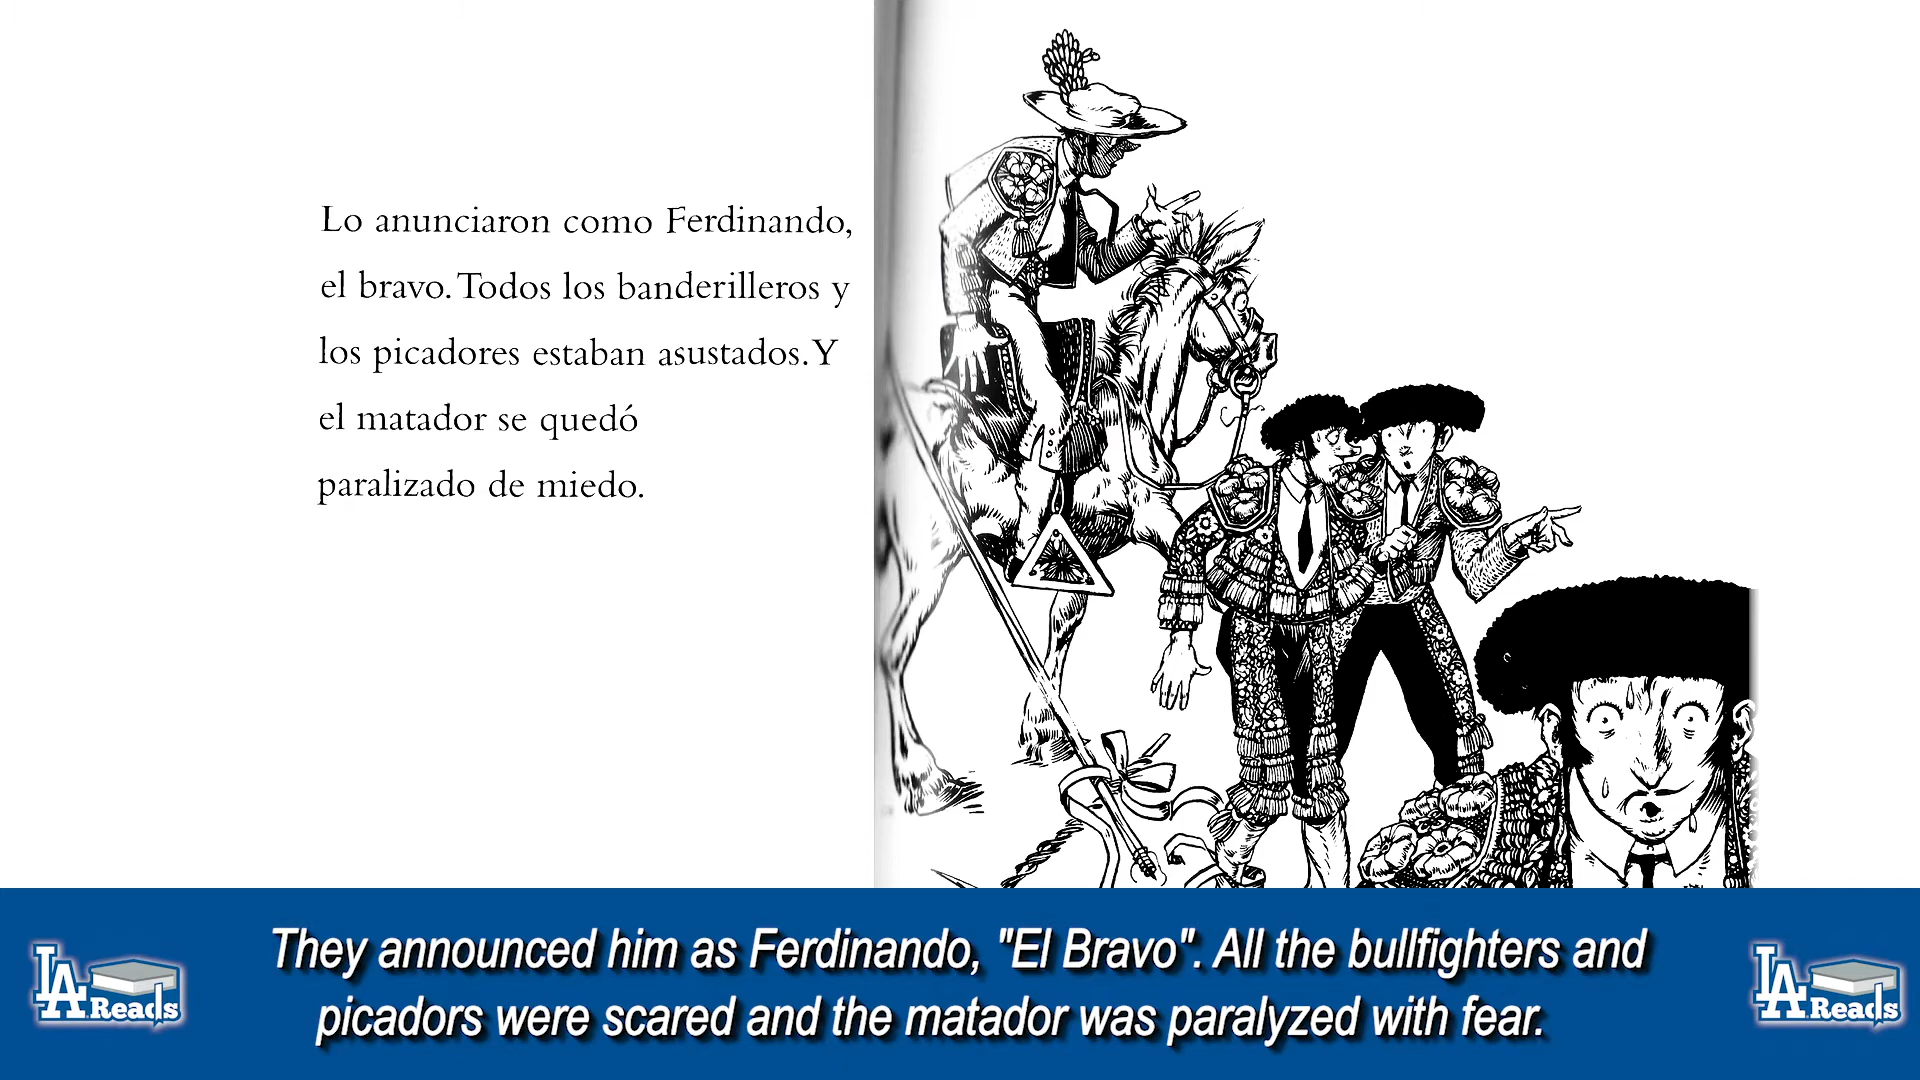 Lo anunciaron como Ferdinando,
el bravo. Todos los banderilleros y
los picadores estaban asustados. Y
el matador se quedó
paralizado de miedo.
They announced him as Ferdinando, "El Bravo". All the bullfighters and
picadors were scared and the matador was paralyzed with fear.
LA Reads
LA Reads